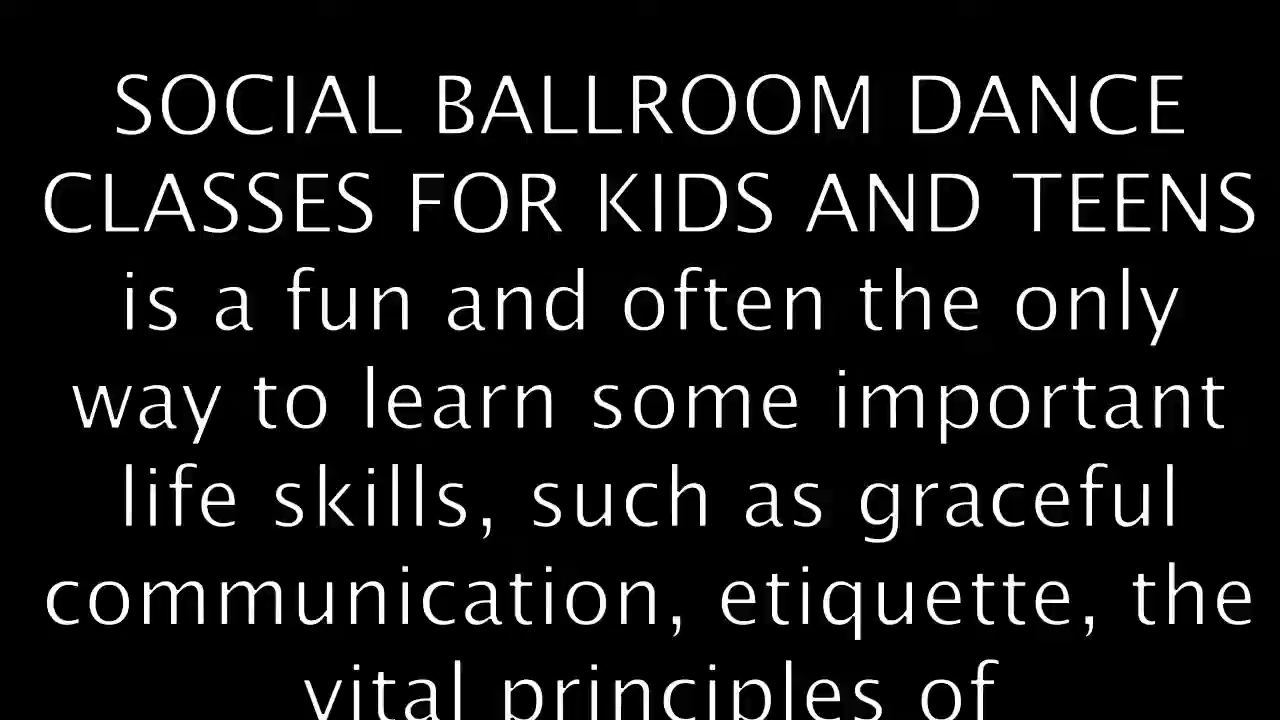 SOCIAL BALLROOM DANCE
CLASSES FOR KIDS AND TEENS
is a fun and often the only
way to learn some important
life skills, such as graceful
communication, etiquette, the
vital principles of